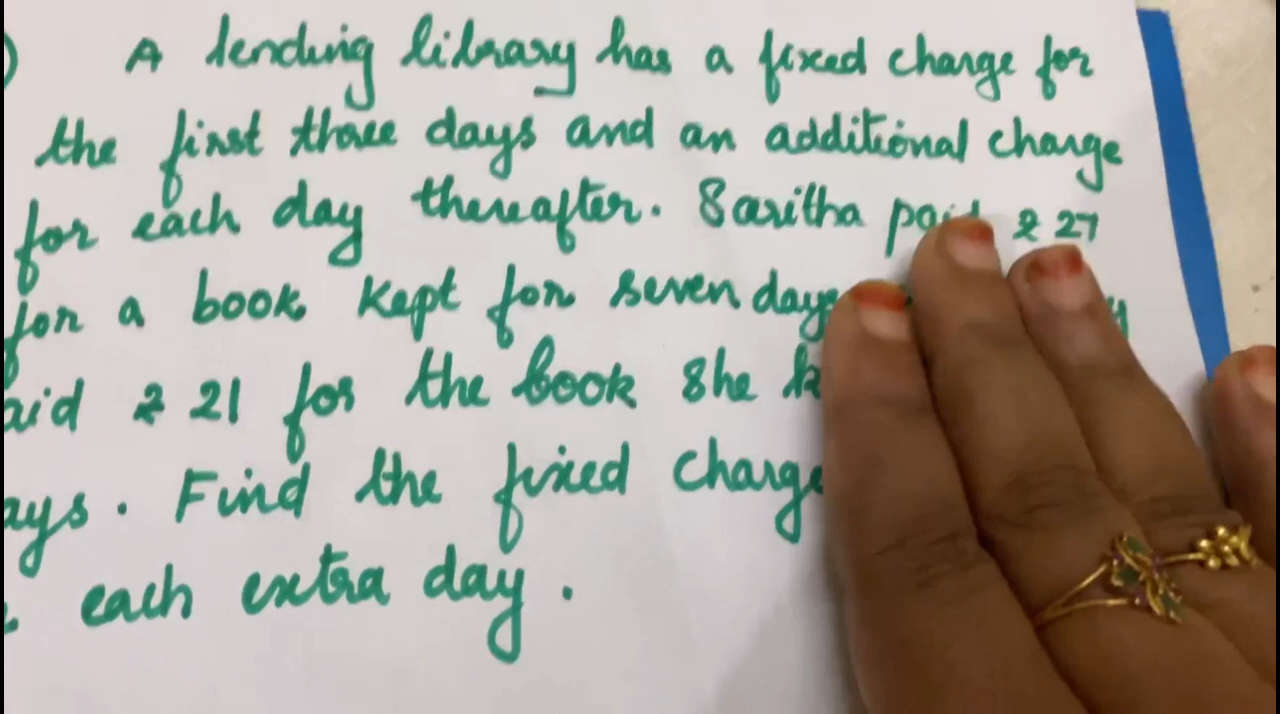 A lending library has a fixed charge for
the first three days and an additional charge
for each day thereafter. Saritha paid ₹ 27
for a book kept for seven days
₹ 21 for the book she
Find the fixed charge
each extra day.